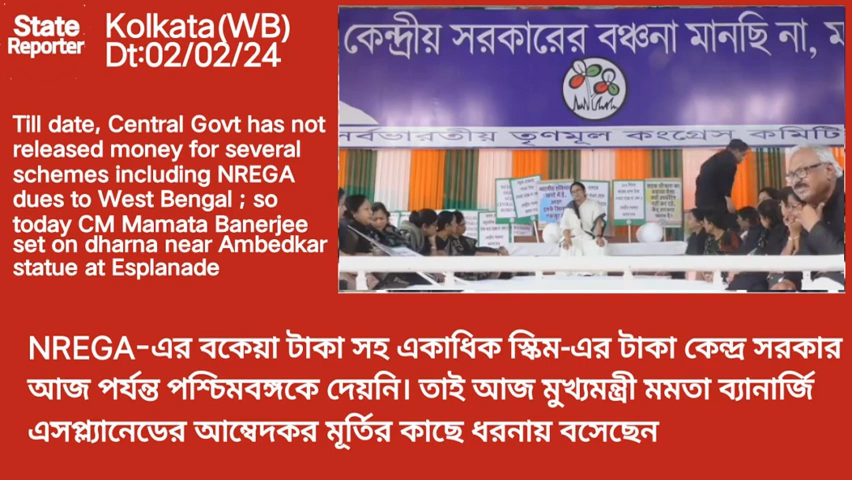 State
Reporter
Kolkata(WB)
Dt:02/02/24
Till date, Central Govt has not
released money for several
schemes including NREGA
dues to West Bengal ; so
today CM Mamata Banerjee
set on dharna near Ambedkar
statue at Esplanade
কেন্দ্রীয় সরকারের বঞ্চনা মানছি না,
সর্বভারতীয় তৃণমূল কংগ্রেস কমিটি
NREGA-এর বকেয়া টাকা সহ একাধিক স্কিম-এর টাকা কেন্দ্র সরকার
আজ পর্যন্ত পশ্চিমবঙ্গকে দেয়নি। তাই আজ মুখ্যমন্ত্রী মমতা ব্যানার্জি
এসপ্ল্যানেডের আম্বেদকর মূর্তির কাছে ধরনায় বসেছেন